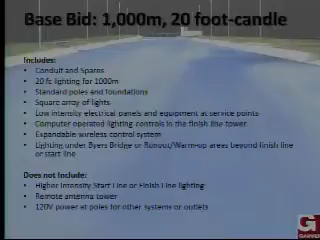 Base Bid: 1,000m, 20 foot-candle
Includes:
• Conduit and Spares
• 20 fc lighting for 1000m
• Standard poles and foundations
• Square array of lights
• Low intensity electrical panels and equipment at service points
• Computer operated lighting controls in the finish line tower
• Expandable wireless control system
• Lighting under Byers Bridge or Runout/Warm-up areas beyond finish line
or start line
Does not Include:
• Higher Intensity Start Line or Finish Line lighting
• Remote antenna tower
• 120V power at poles for other systems or outlets
G
GARVER